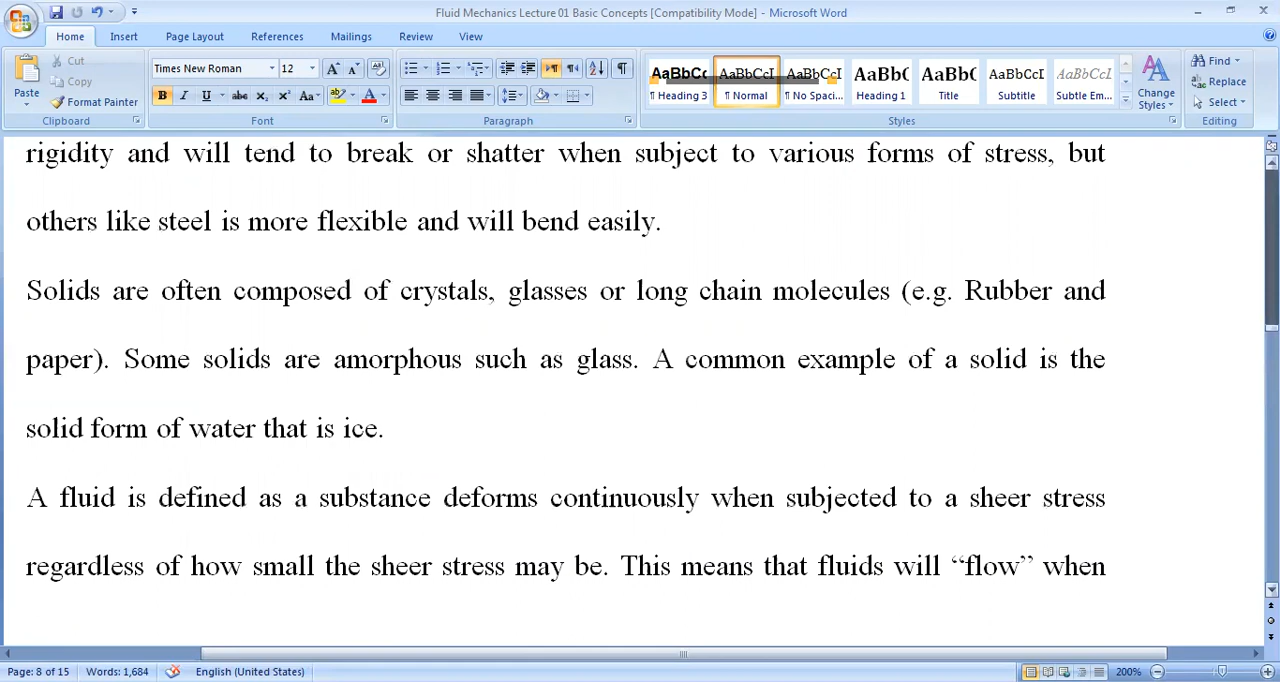 Fluid Mechanics Lecture 01 Basic Concepts [Compatibility Mode] - Microsoft Word
Home Insert Page Layout References Mailings Review View
Cut
Copy
Format Painter
Paste
Clipboard
Times New Roman 12
Font
Paragraph
AaBbCc AaBbCcI AaBbCcI AaBbC AaBbC AaBbCcI AaBbCcI
¶ Heading 3 ¶ Normal ¶ No Spaci... Heading 1 Title Subtitle Subtle Em...
Change
Styles
Styles
Find
Replace
Select
Editing
rigidity and will tend to break or shatter when subject to various forms of stress, but
others like steel is more flexible and will bend easily.
Solids are often composed of crystals, glasses or long chain molecules (e.g. Rubber and
paper). Some solids are amorphous such as glass. A common example of a solid is the
solid form of water that is ice.
A fluid is defined as a substance deforms continuously when subjected to a sheer stress
regardless of how small the sheer stress may be. This means that fluids will “flow” when
Page: 8 of 15 Words: 1,684 English (United States) 200%